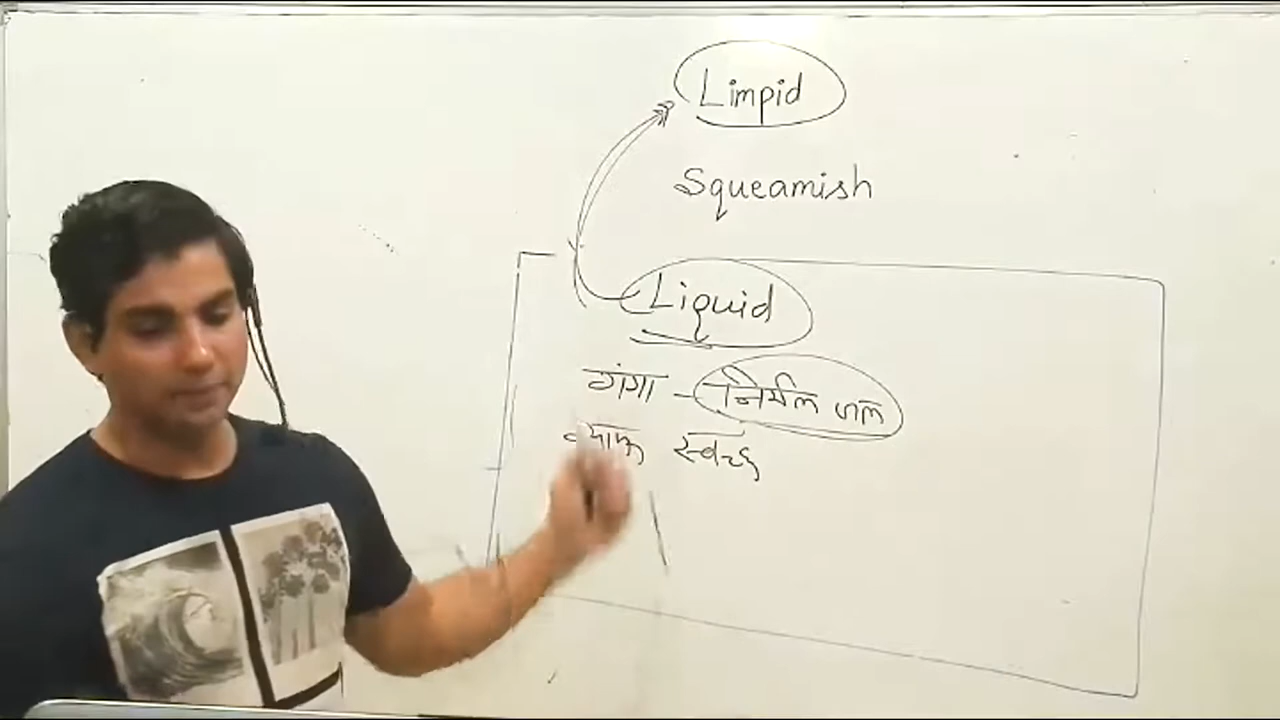 Limpid
Squeamish
Liquid
गंगा - निर्मल जल
साफ स्वच्छ